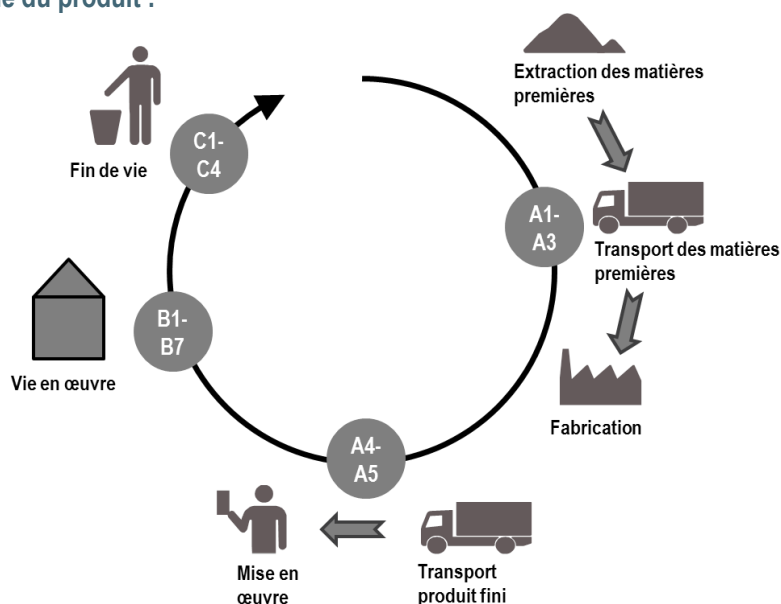 du produit :
Extraction des matières
premières
A1-
A3
Transport des matières
premières
Fabrication
A4-
A5
Transport
produit fini
Mise en
œuvre
B1-
B7
Vie en œuvre
C1-
C4
Fin de vie